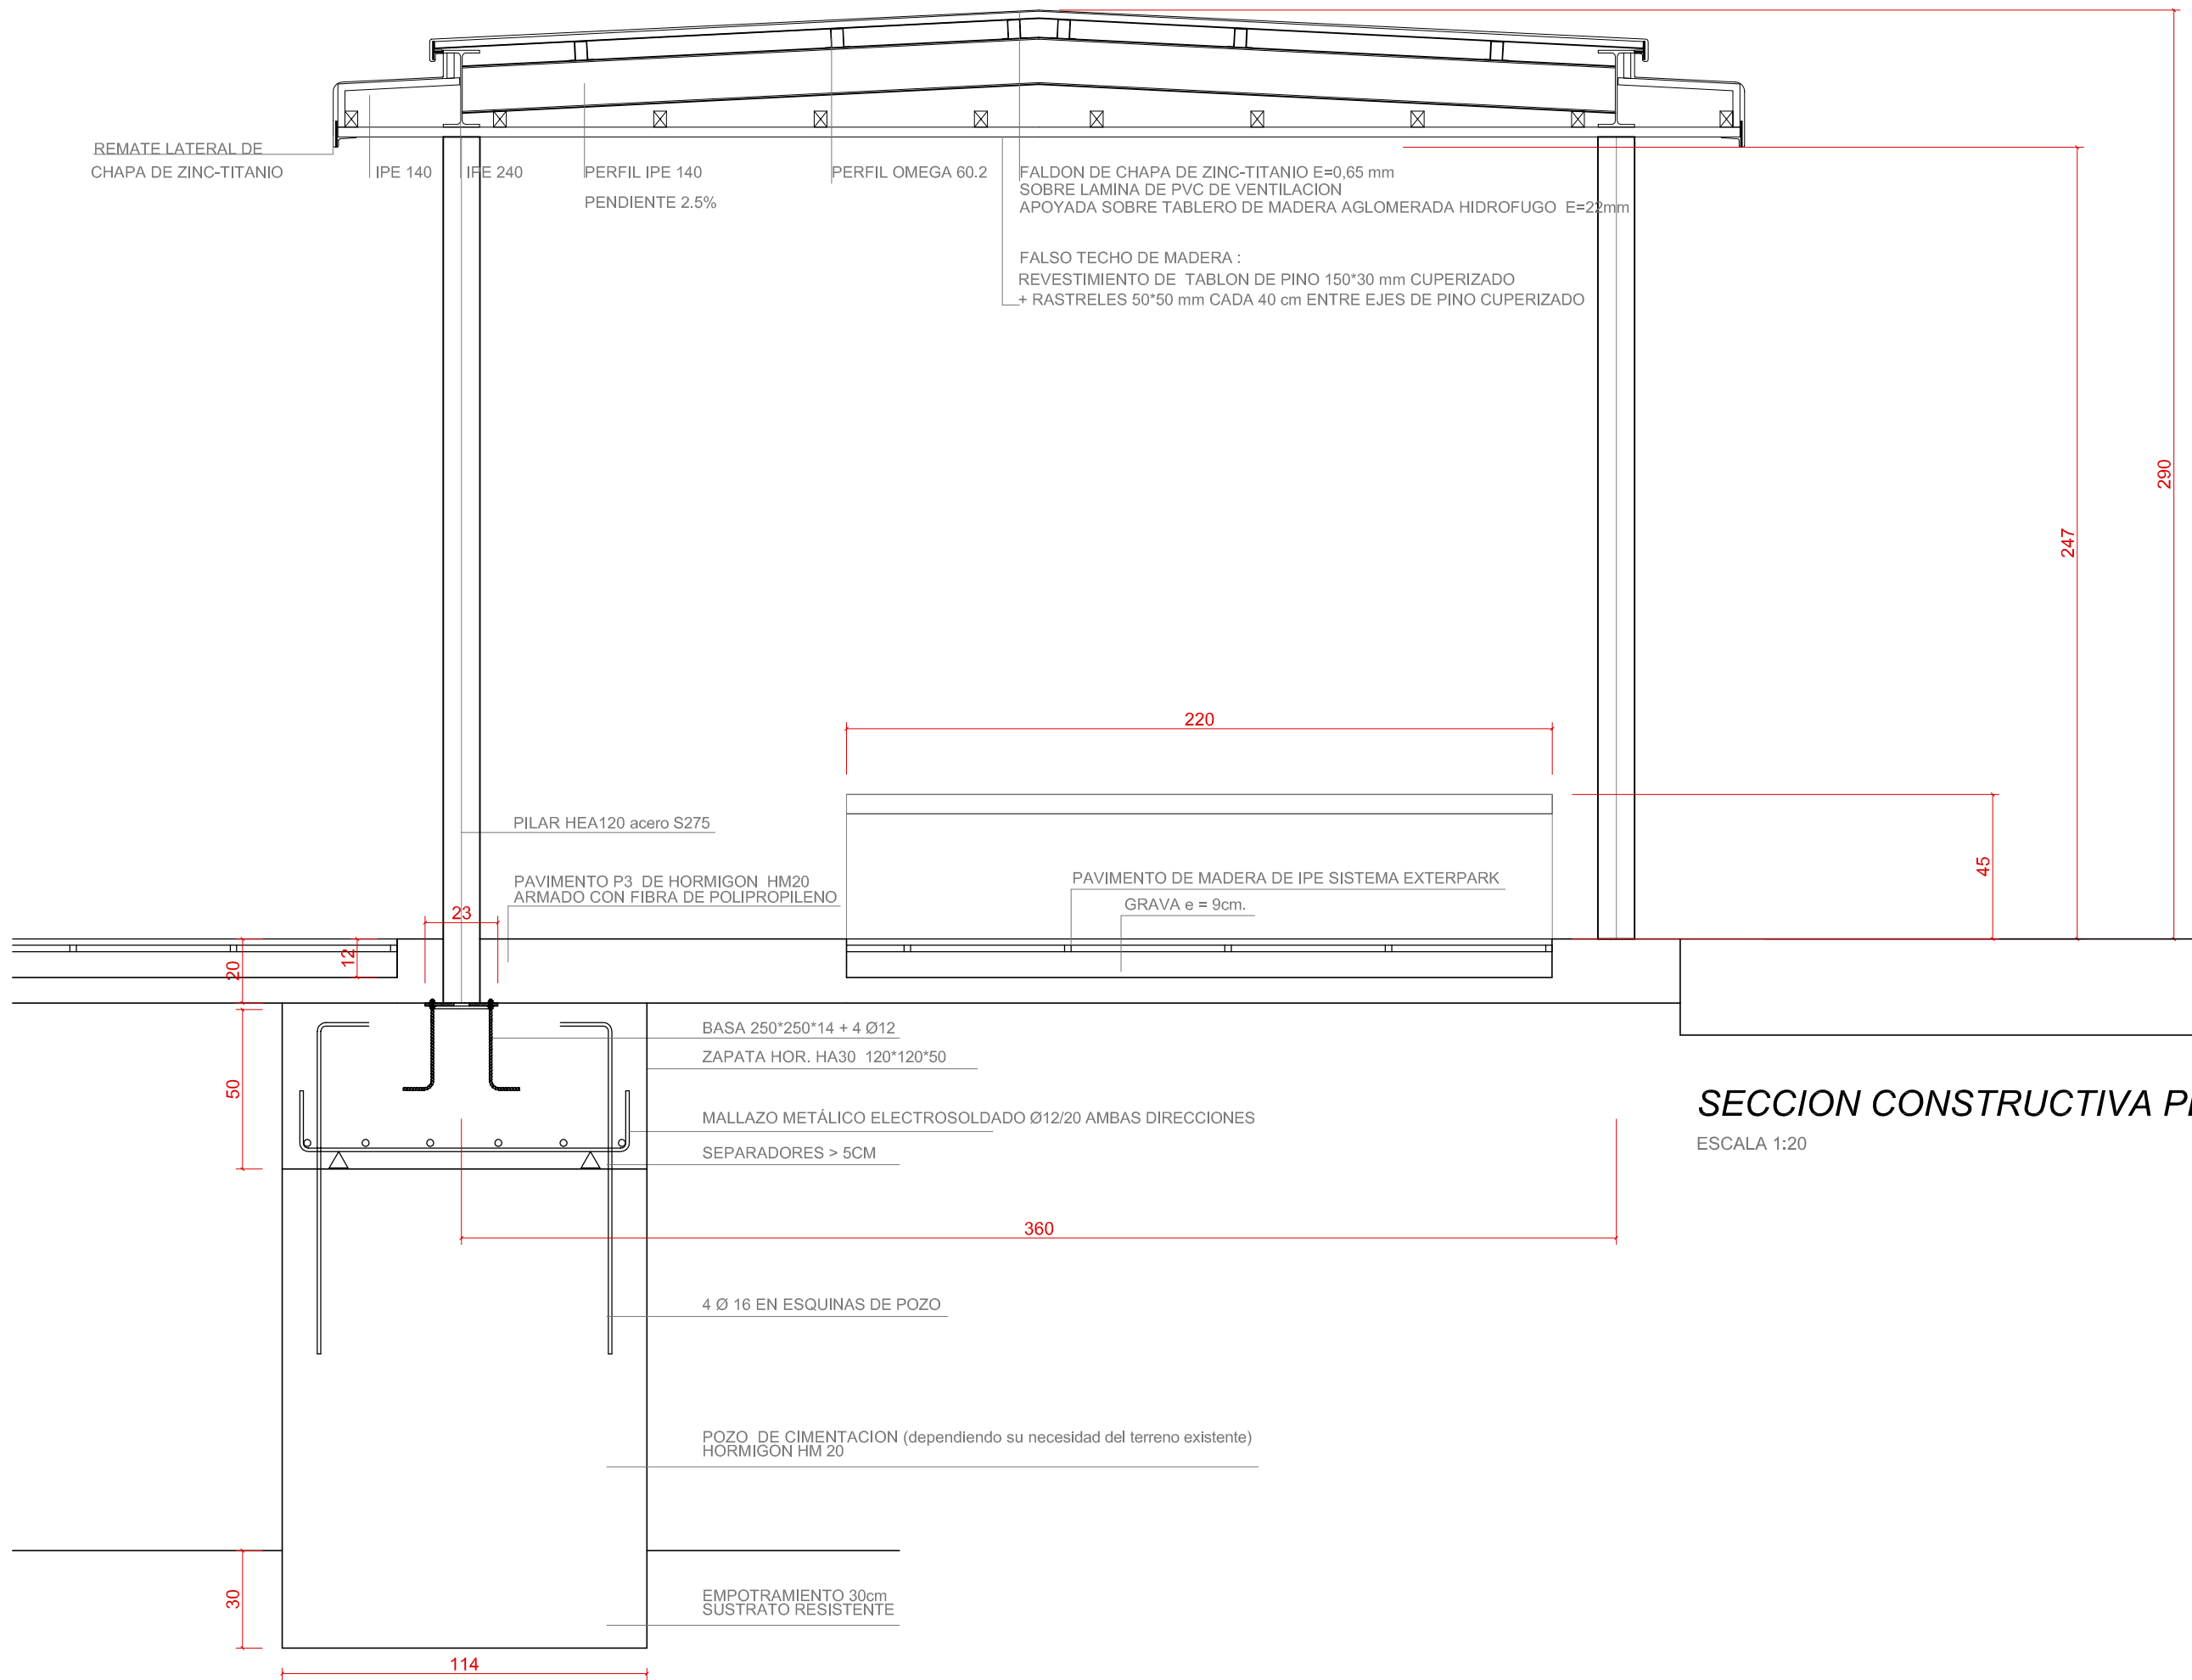 REMATE LATERAL DE
CHAPA DE ZINC-TITANIO
IPE 140
IPE 240
PERFIL IPE 140
PENDIENTE 2.5%
PERFIL OMEGA 60.2
FALDON DE CHAPA DE ZINC-TITANIO E=0,65 mm
SOBRE LAMINA DE PVC DE VENTILACION
APOYADA SOBRE TABLERO DE MADERA AGLOMERADA HIDROFUGO E=22mm
FALSO TECHO DE MADERA :
REVESTIMIENTO DE TABLON DE PINO 150*30 mm CUPERIZADO
+ RASTRELES 50*50 mm CADA 40 cm ENTRE EJES DE PINO CUPERIZADO
290
247
220
45
PILAR HEA120 acero S275
PAVIMENTO P3 DE HORMIGON HM20
ARMADO CON FIBRA DE POLIPROPILENO
PAVIMENTO DE MADERA DE IPE SISTEMA EXTERPARK
GRAVA e = 9cm.
23
20
12
BASA 250*250*14 + 4 Ø12
ZAPATA HOR. HA30 120*120*50
50
MALLAZO METÁLICO ELECTROSOLDADO Ø12/20 AMBAS DIRECCIONES
SEPARADORES > 5CM
SECCION CONSTRUCTIVA
ESCALA 1:20
360
4 Ø 16 EN ESQUINAS DE POZO
POZO DE CIMENTACION (dependiendo su necesidad del terreno existente)
HORMIGON HM 20
30
EMPOTRAMIENTO 30cm
SUSTRATO RESISTENTE
114